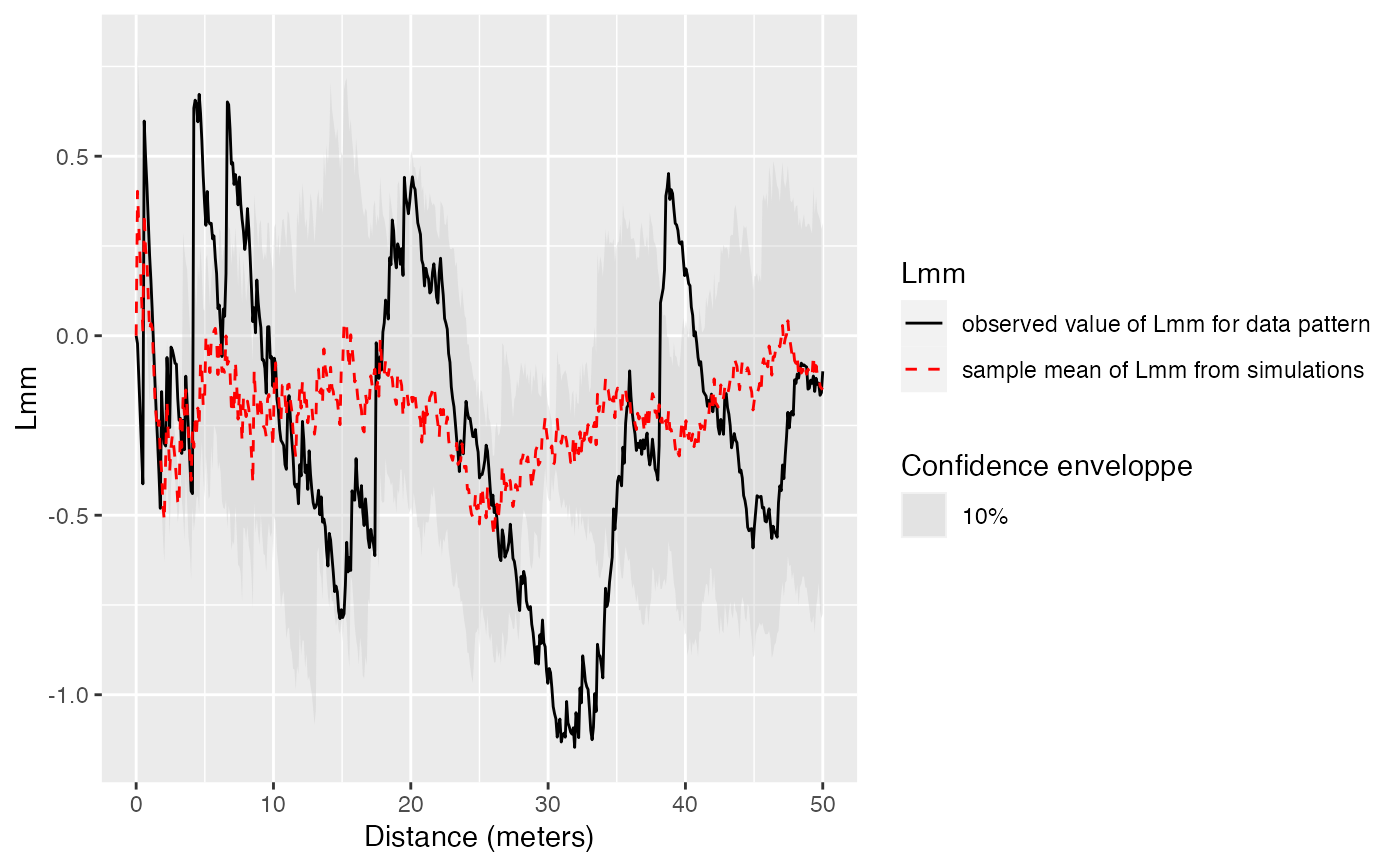 0.5
0.0
-0.5
-1.0
Lmm
0 10 20 30 40 50
Distance (meters)
Lmm
observed value of Lmm for data pattern
sample mean of Lmm from simulations
Confidence enveloppe
10%